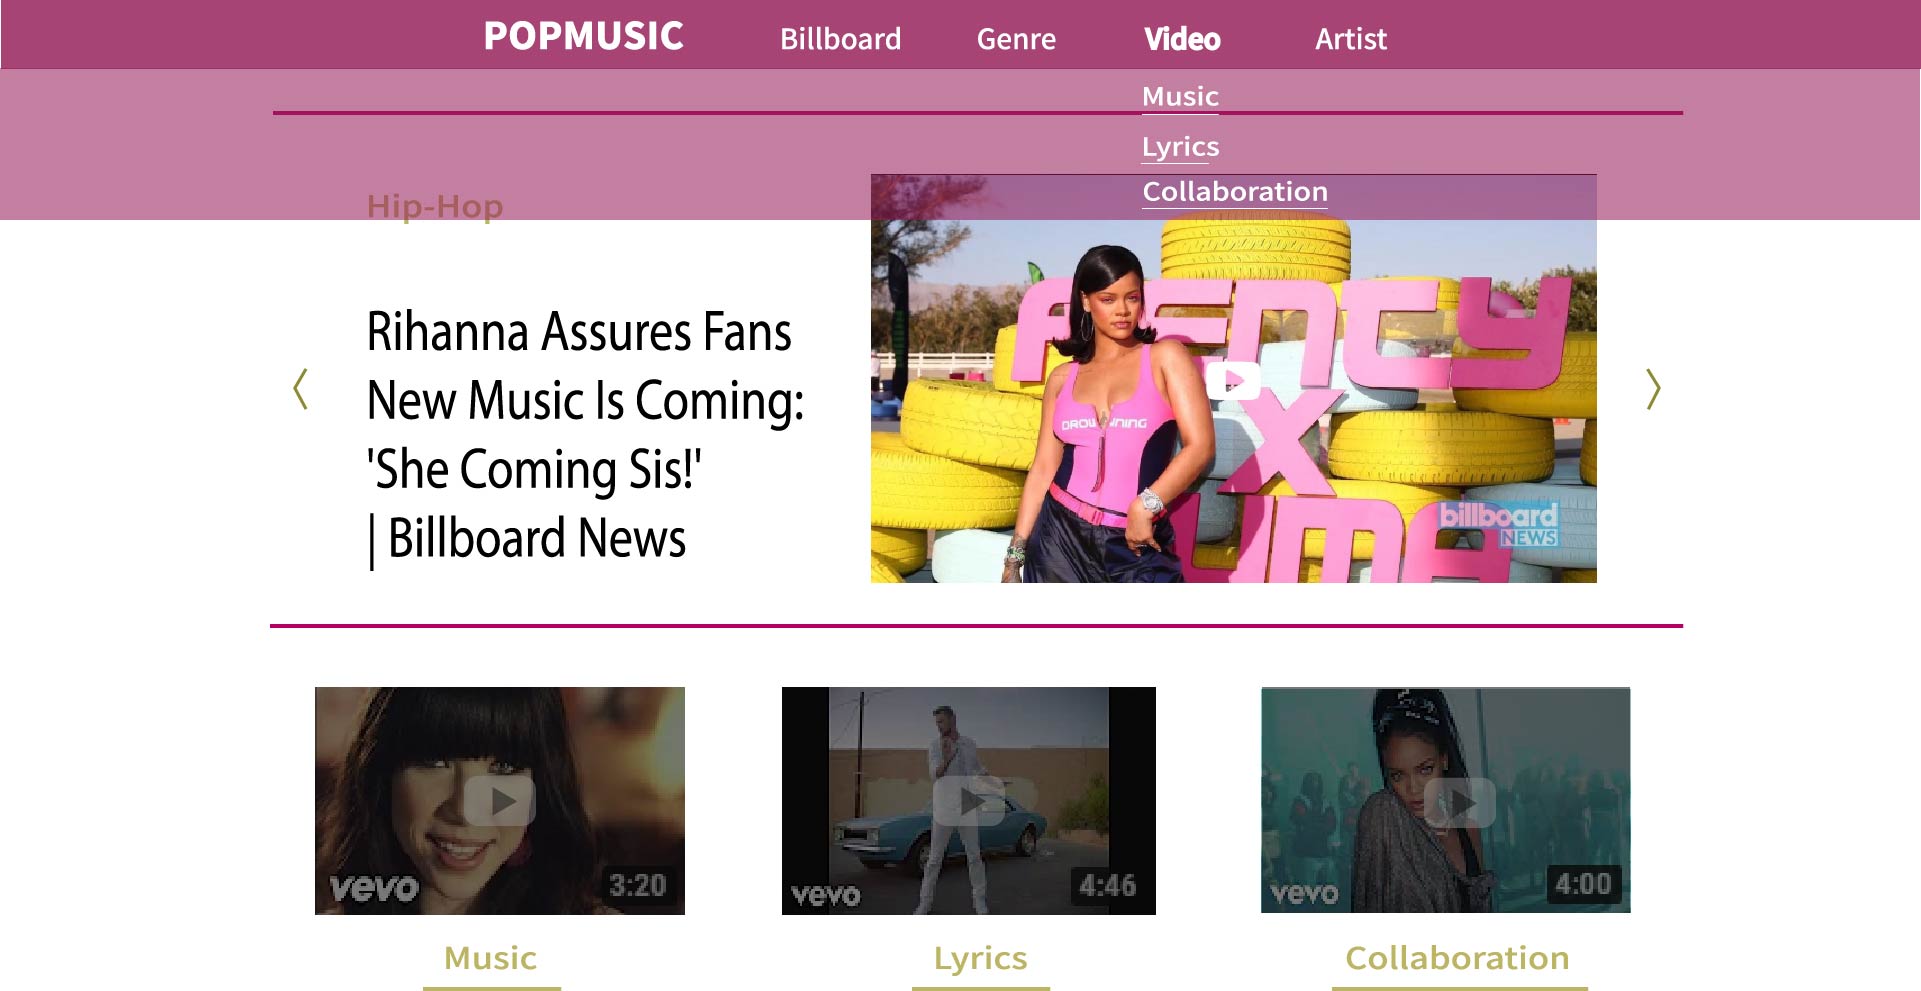 POPMUSIC Billboard Genre Video Artist
Music
Lyrics
Collaboration
Hip-Hop
Rihanna Assures Fans
New Music Is Coming:
'She Coming Sis!'
| Billboard News
FENTY
X
UMA
DROWNING
billboard
NEWS
vevo 3:20
vevo 4:46
vevo 4:00
Music Lyrics Collaboration